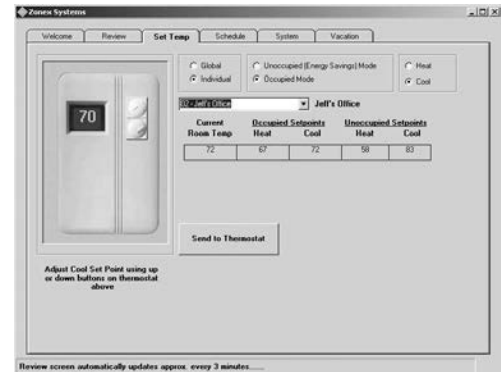 Zonex Systems
Welcome Review Set Temp Schedule System Vacation
Global Unoccupied (Energy Savings) Mode Heat
Individual Occupied Mode Cool
70
02 - Jeff's Office Jeff's Office
Current Occupied Setpoints Unoccupied Setpoints
Room Temp Heat Cool Heat Cool
72 67 72 58 83
Send to Thermostat
Adjust Cool Set Point using up
or down buttons on thermostat
above
Review screen automatically updates approx. every 3 minutes......